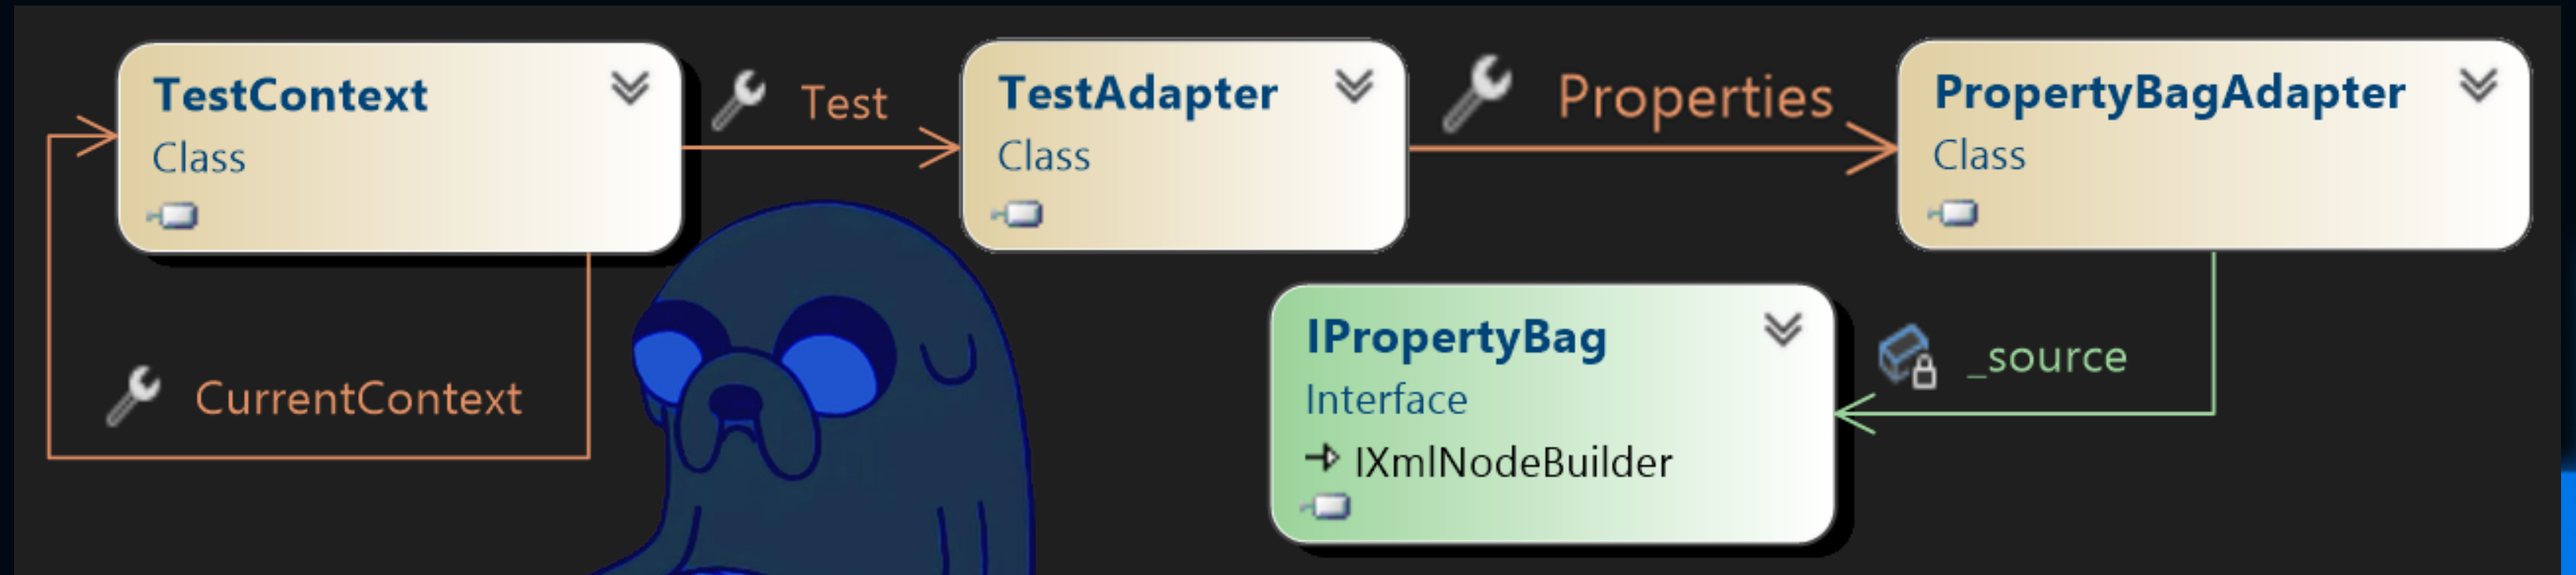 TestContext
Class
Test
TestAdapter
Class
Properties
PropertyBagAdapter
Class
CurrentContext
IPropertyBag
Interface
IXmlNodeBuilder
_source